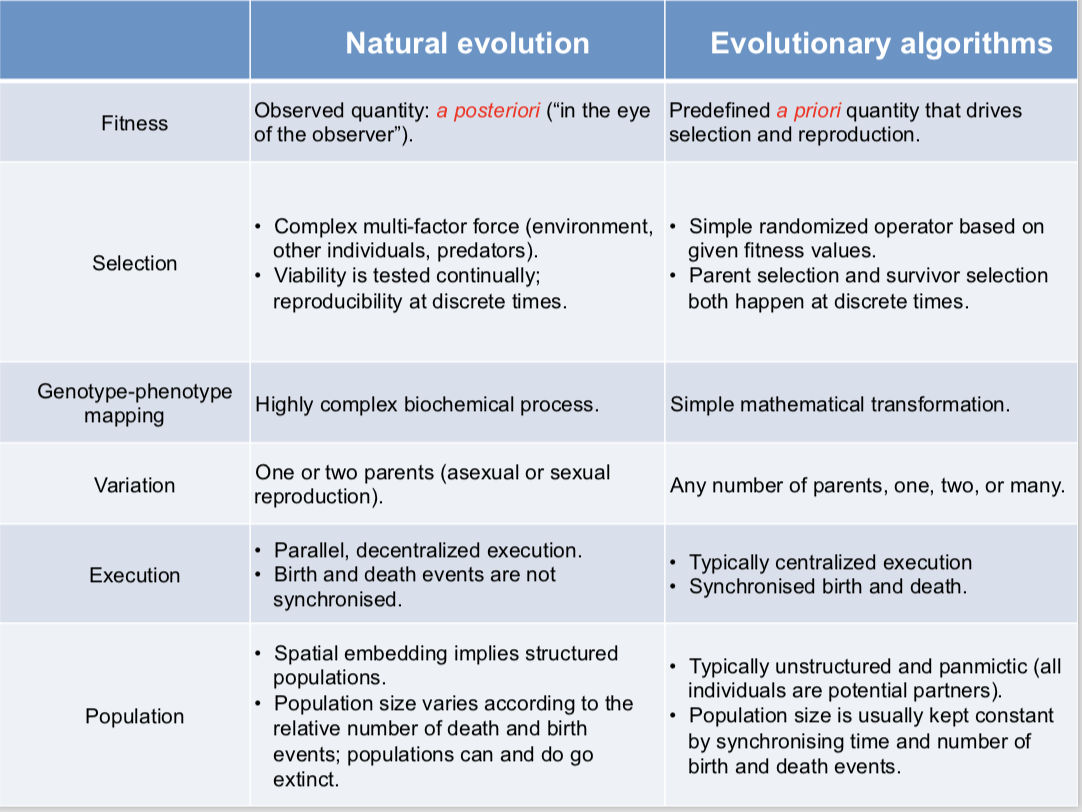 Natural evolution
Evolutionary algorithms
Fitness
Observed quantity: a posteriori (“in the eye
of the observer”).
Predefined a priori quantity that drives
selection and reproduction.
Selection
• Complex multi-factor force (environment,
other individuals, predators).
• Viability is tested continually;
reproducibility at discrete times.
• Simple randomized operator based on
given fitness values.
• Parent selection and survivor selection
both happen at discrete times.
Genotype-phenotype
mapping
Highly complex biochemical process.
Simple mathematical transformation.
Variation
One or two parents (asexual or sexual
reproduction).
Any number of parents, one, two, or many.
Execution
• Parallel, decentralized execution.
• Birth and death events are not
synchronised.
• Typically centralized execution
• Synchronised birth and death.
Population
• Spatial embedding implies structured
populations.
• Population size varies according to the
relative number of death and birth
events; populations can and do go
extinct.
• Typically unstructured and panmictic (all
individuals are potential partners).
• Population size is usually kept constant
by synchronising time and number of
birth and death events.